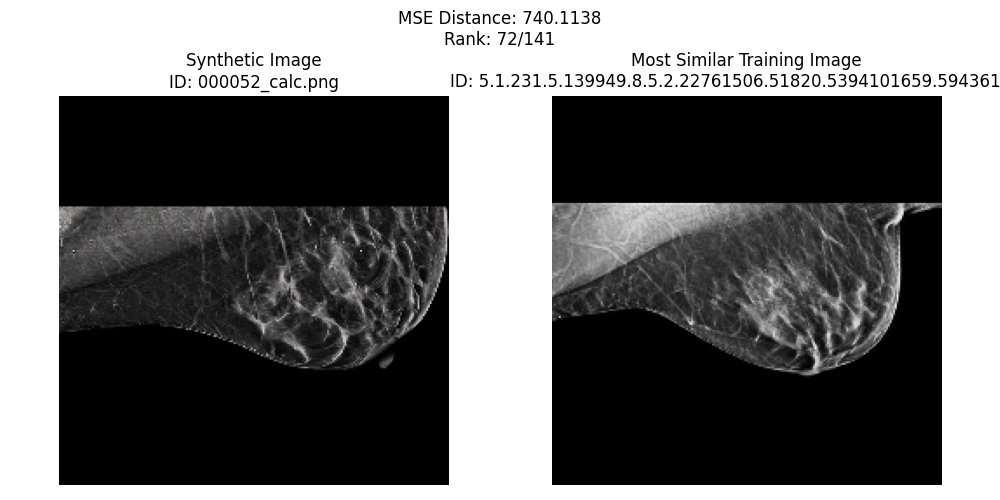 MSE Distance: 740.1138
Rank: 72/141
Synthetic Image
ID: 000052_calc.png
Most Similar Training Image
ID: 5.1.231.5.139949.8.5.2.22761506.51820.5394101659.594361